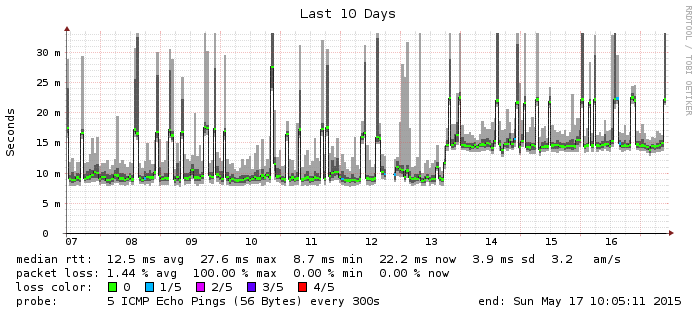 Last 10 Days
RRDTOOL / TOBI OETIKER
Seconds
30 m
25 m
20 m
15 m
10 m
5 m
0
07 08 09 10 11 12 13 14 15 16
median rtt: 12.5 ms avg 27.6 ms max 8.7 ms min 22.2 ms now 3.9 ms sd 3.2 am/s
packet loss: 1.44 % avg 100.00 % max 0.00 % min 0.00 % now
loss color: 0 1/5 2/5 3/5 4/5
probe: 5 ICMP Echo Pings (56 Bytes) every 300s end: Sun May 17 10:05:11 2015